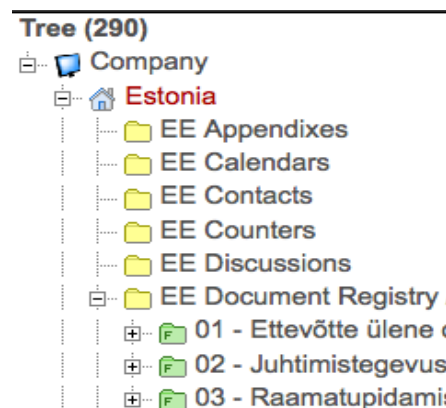 Tree (290)
Company
Estonia
EE Appendixes
EE Calendars
EE Contacts
EE Counters
EE Discussions
EE Document Registry
01 - Ettevõtte ülene
02 - Juhtimistegevus
03 - Raamatupidamis